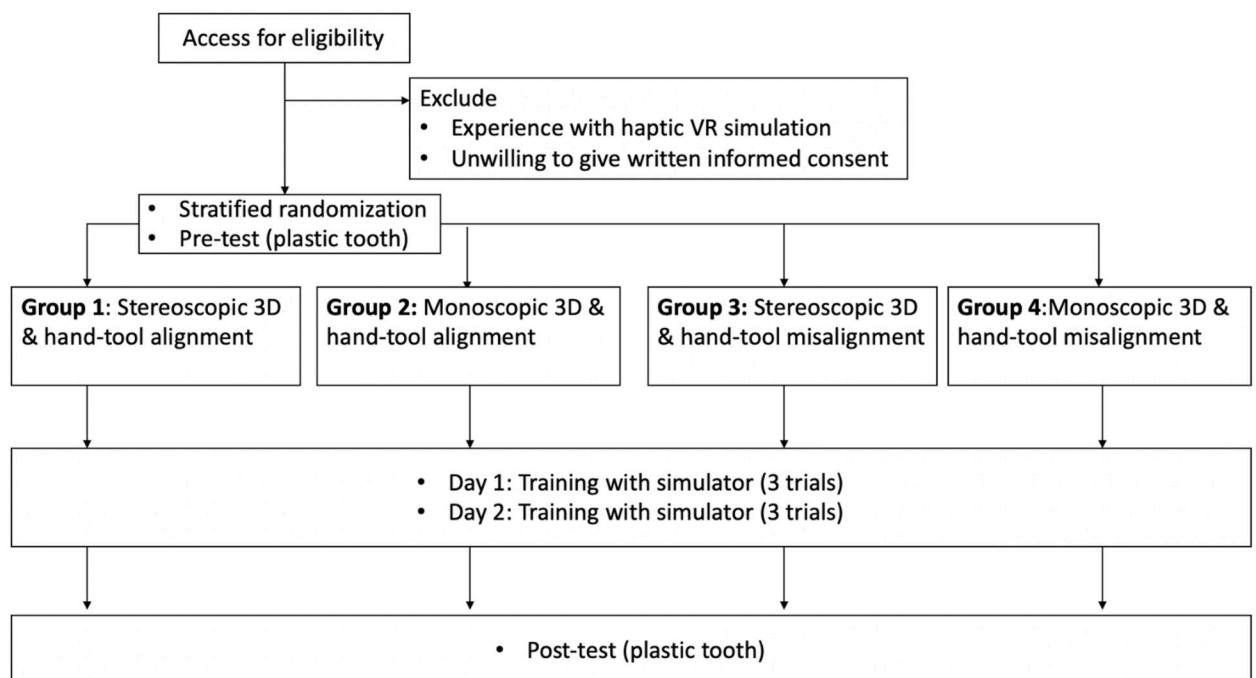 Access for eligibility
Exclude
• Experience with haptic VR simulation
• Unwilling to give written informed consent
• Stratified randomization
• Pre-test (plastic tooth)
Group 1: Stereoscopic 3D
& hand-tool alignment
Group 2: Monoscopic 3D &
hand-tool alignment
Group 3: Stereoscopic 3D
& hand-tool misalignment
Group 4:Monoscopic 3D &
hand-tool misalignment
• Day 1: Training with simulator (3 trials)
• Day 2: Training with simulator (3 trials)
• Post-test (plastic tooth)